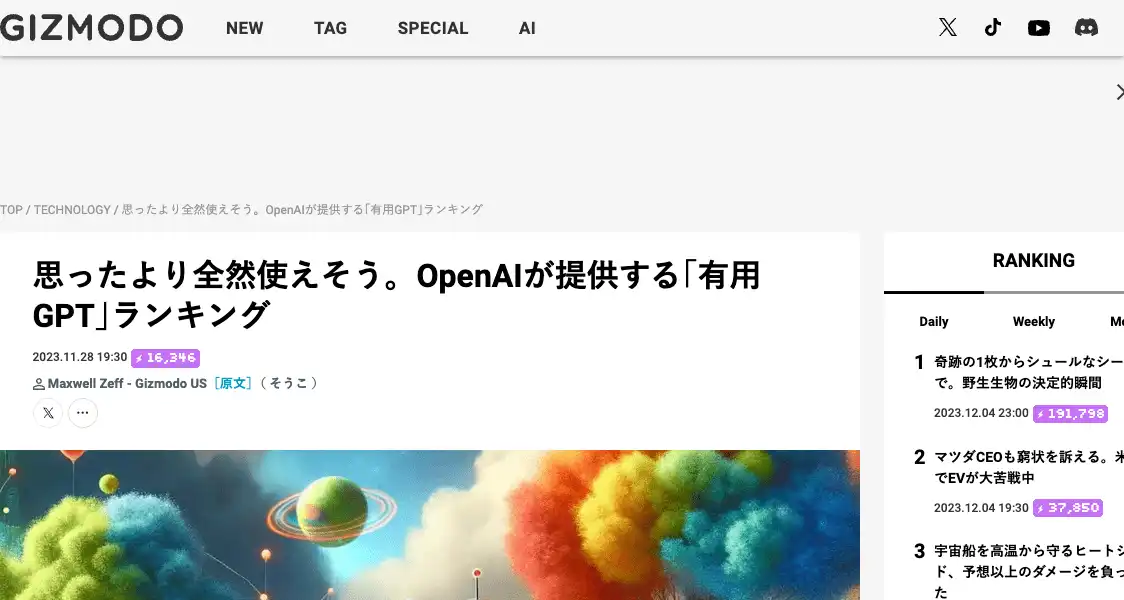 GIZMODO
NEW TAG SPECIAL AI
TOP / TECHNOLOGY / 思ったより全然使えそう。OpenAIが提供する｢有用GPT｣ランキング
思ったより全然使えそう。OpenAIが提供する｢有用
GPT｣ランキング
2023.11.28 19:30 16,346
Maxwell Zeff - Gizmodo US ［原文］（ そうこ ）
RANKING
Daily Weekly
1 奇跡の1枚からシュールなシー
で。野生生物の決定的瞬間
2023.12.04 23:00 191,798
2 マツダCEOも窮状を訴える。米
でEVが大苦戦中
2023.12.04 19:30 37,850
3 宇宙船を高温から守るヒートシ
ド、予想以上のダメージを負っ
た